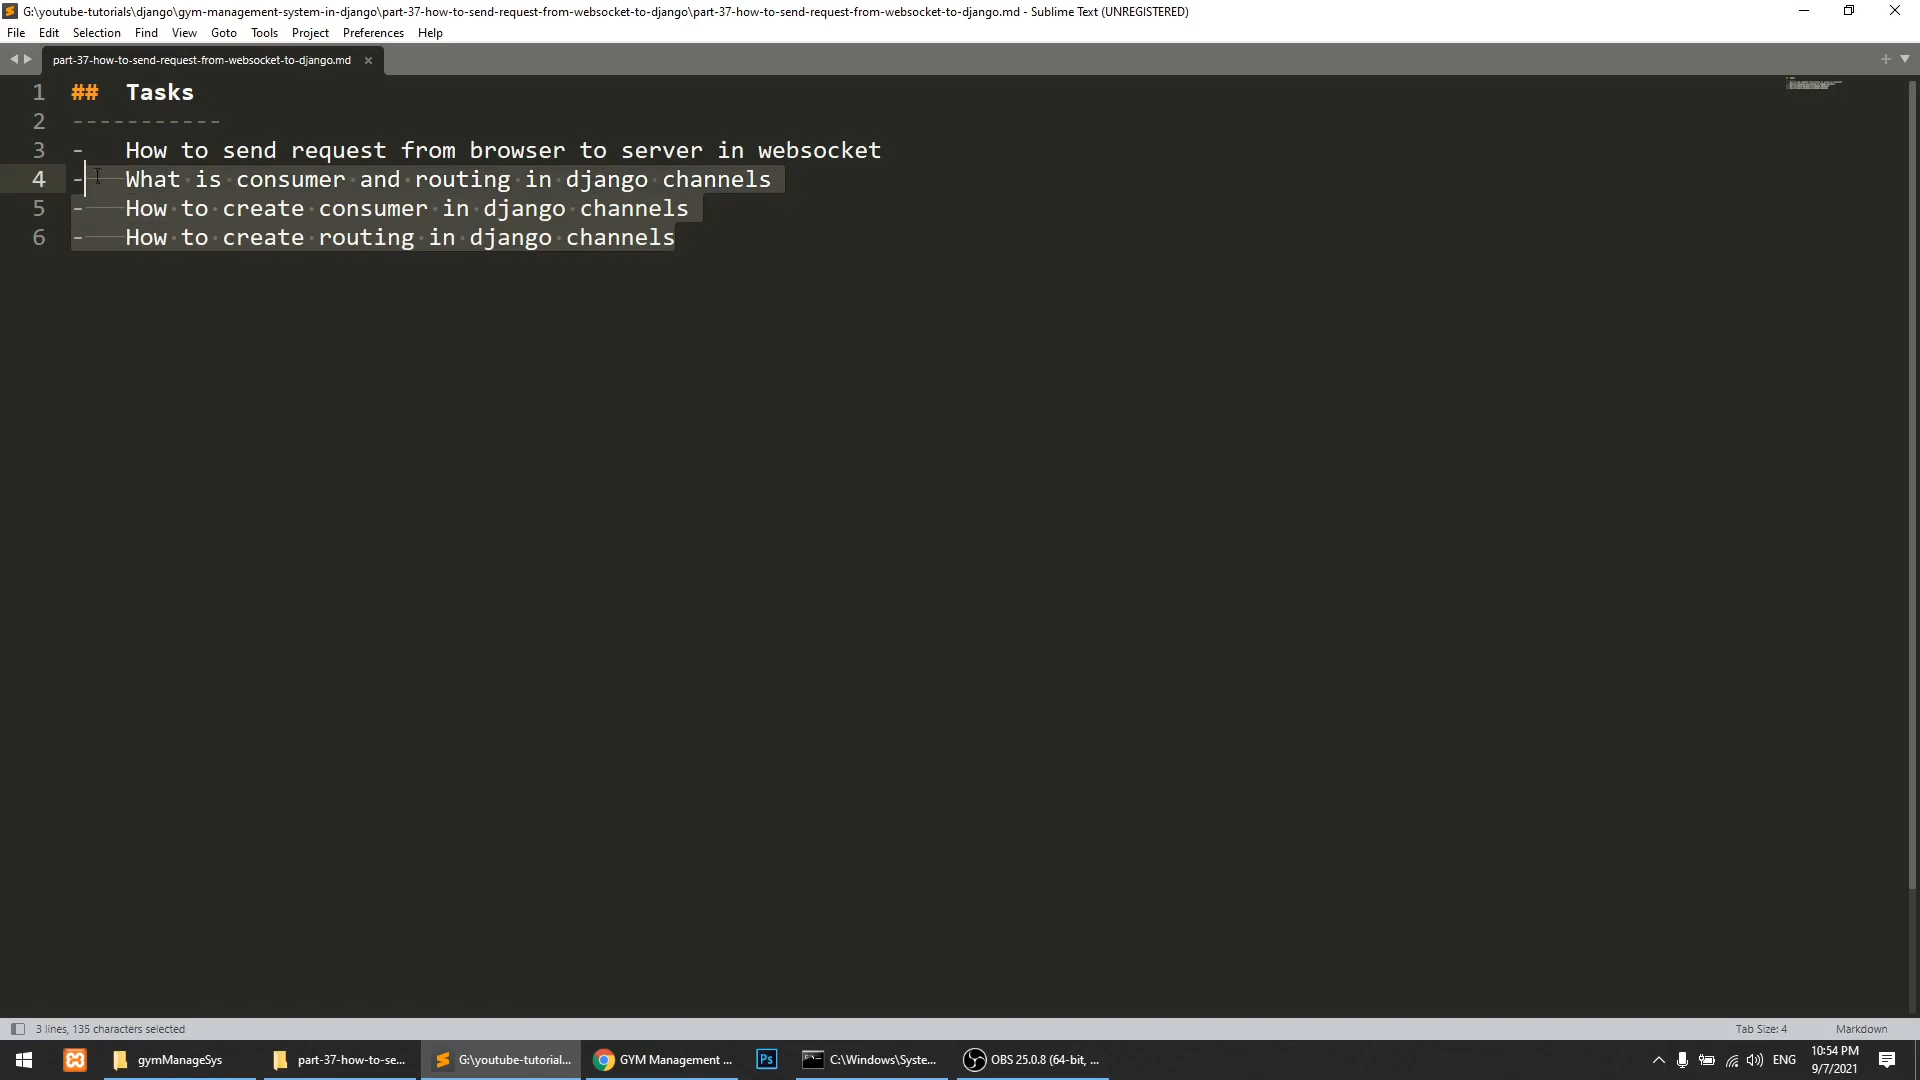 G:\youtube-tutorials\django\gym-management-system-in-django\part-37-how-to-send-request-from-websocket-to-django\part-37-how-to-send-request-from-websocket-to-django.md - Sublime Text (UNREGISTERED)
File Edit Selection Find View Goto Tools Project Preferences Help
part-37-how-to-send-request-from-websocket-to-django.md
1 ## Tasks
2 -----------
3 - How to send request from browser to server in websocket
4 - What is consumer and routing in django channels
5 - How to create consumer in django channels
6 - How to create routing in django channels
3 lines, 135 characters selected Tab Size: 4 Markdown
gymManageSys part-37-how-to-se... G:\youtube-tutorial... GYM Management ... Ps C:\Windows\Syste... OBS 25.0.8 (64-bit, ... ENG 10:54 PM
9/7/2021